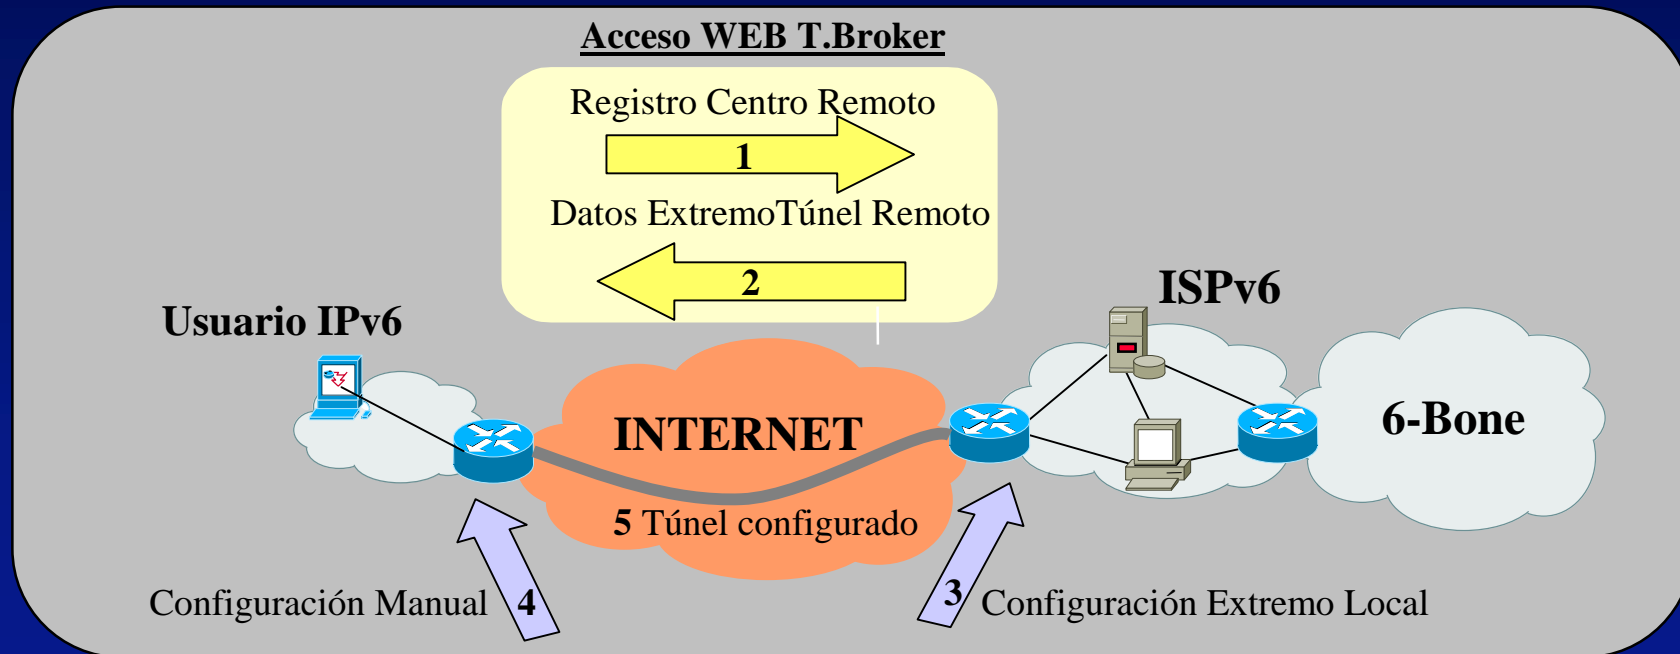 Acceso WEB T.Broker
Registro Centro Remoto
1
Datos ExtremoTúnel Remoto
2
ISPv6
Usuario IPv6
INTERNET
6-Bone
5 Túnel configurado
Configuración Manual
4
3
Configuración Extremo Local